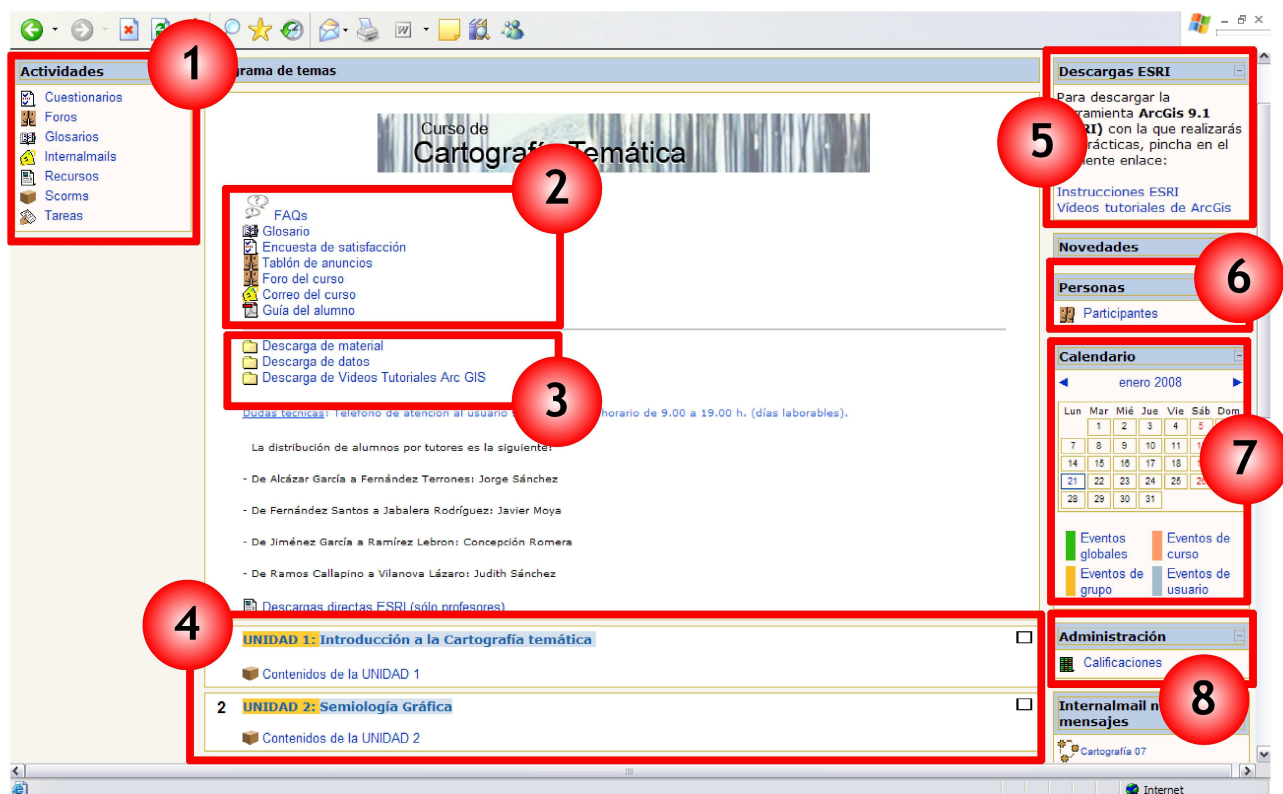 1
Actividades
Cuestionarios
Foros
Glosarios
Internalmails
Recursos
Scorms
Tareas
grama de temas
Curso de
Cartografía Temática
2
FAQs
Glosario
Encuesta de satisfacción
Tablón de anuncios
Foro del curso
Correo del curso
Guía del alumno
Descarga de material
Descarga de datos
Descarga de Videos Tutoriales Arc GIS
3
Dudas técnicas: Teléfono de atención al usuario horario de 9.00 a 19.00 h. (días laborables).
La distribución de alumnos por tutores es la siguiente:
- De Alcázar García a Fernández Terrones: Jorge Sánchez
- De Fernández Santos a Jabalera Rodríguez: Javier Moya
- De Jiménez García a Ramírez Lebron: Concepción Romera
- De Ramos Callapino a Vilanova Lázaro: Judith Sánchez
Descargas directas ESRI (sólo profesores)
4
UNIDAD 1: Introducción a la Cartografía temática
Contenidos de la UNIDAD 1
2 UNIDAD 2: Semiología Gráfica
Contenidos de la UNIDAD 2
Descargas ESRI
Para descargar la
ramienta ArcGis 9.1
RI) con la que realizarás
rácticas, pincha en el
iente enlace:
5
Instrucciones ESRI
Vídeos tutoriales de ArcGis
Novedades
6
Personas
Participantes
Calendario
enero 2008
Lun Mar Mié Jue Vie Sáb Dom
1 2 3 4 5
7 8 9 10 11
14 15 16 17 18
21 22 23 24 25 26
28 29 30 31
7
Eventos globales
Eventos de curso
Eventos de grupo
Eventos de usuario
Administración
Calificaciones
8
Internalmail n
mensajes
Cartografía 07
Internet